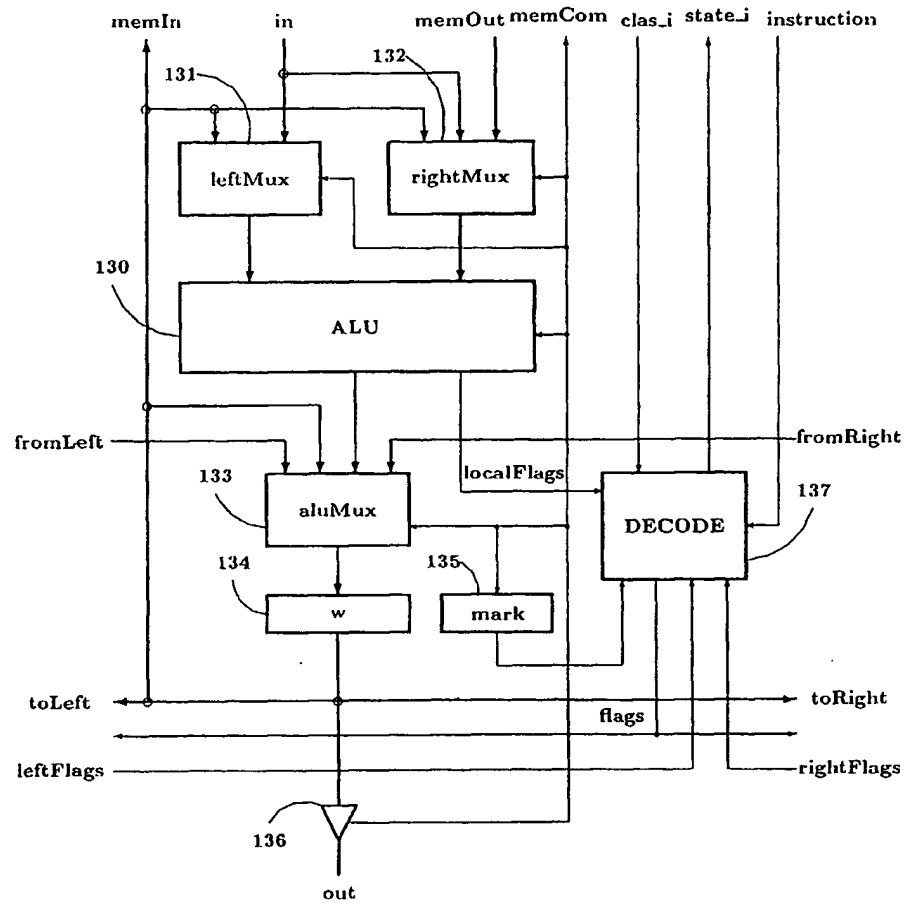 memIn in memOut memCom clas_i state_i instruction
131 132
leftMux rightMux
130
ALU
fromLeft fromRight
localFlags
133 137
aluMux DECODE
134 135
w mark
toLeft toRight
flags
leftFlags rightFlags
136
out